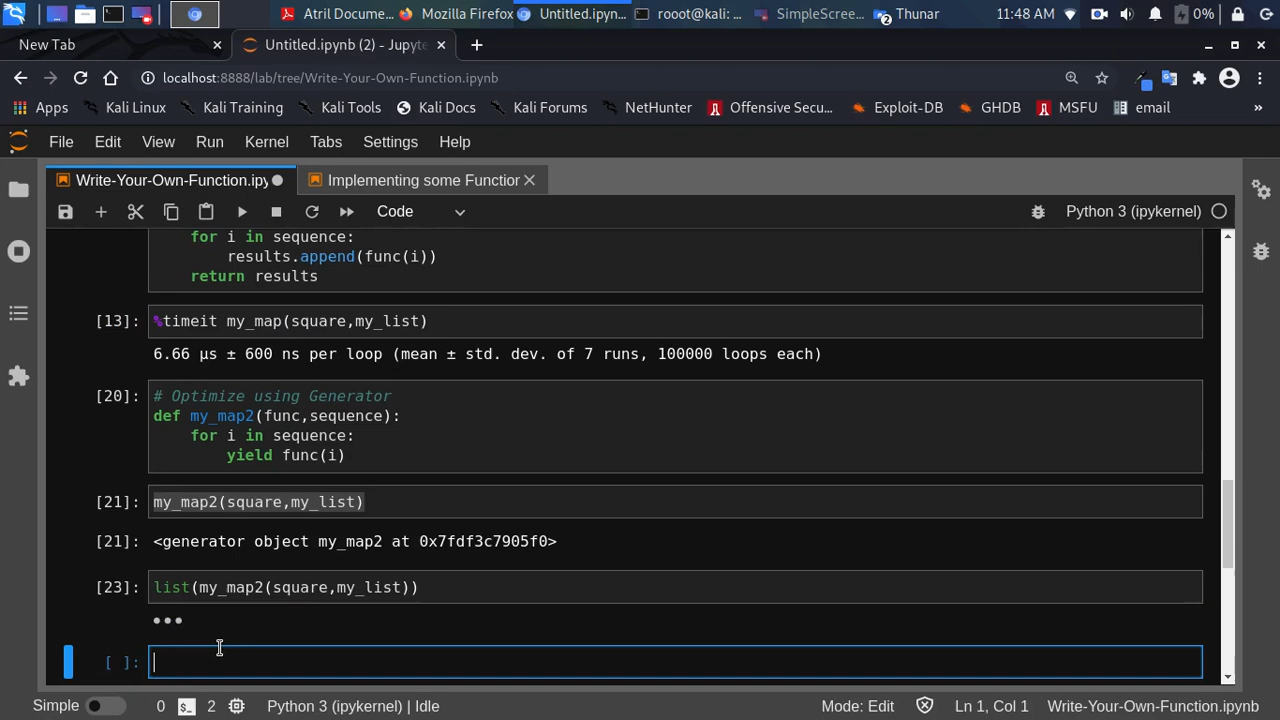 Atril Docume...
Mozilla Firefox
Untitled.ipyn...
rooot@kali: ...
SimpleScree...
2
Thunar
11:48 AM
0%
New Tab
Untitled.ipynb (2) - Jupyte
localhost:8888/lab/tree/Write-Your-Own-Function.ipynb
Apps
Kali Linux
Kali Training
Kali Tools
Kali Docs
Kali Forums
NetHunter
Offensive Secu...
Exploit-DB
GHDB
MSFU
email
»
File
Edit
View
Run
Kernel
Tabs
Settings
Help
Write-Your-Own-Function.ipy
Implementing some Function
Code
Python 3 (ipykernel)
for i in sequence:
results.append(func(i))
return results
[13]: %timeit my_map(square,my_list)
6.66 µs ± 600 ns per loop (mean ± std. dev. of 7 runs, 100000 loops each)
[20]: # Optimize using Generator
def my_map2(func,sequence):
for i in sequence:
yield func(i)
[21]: my_map2(square,my_list)
[21]: <generator object my_map2 at 0x7fdf3c7905f0>
[23]: list(my_map2(square,my_list))
•••
[ ]:
Simple
0
2
Python 3 (ipykernel) | Idle
Mode: Edit
Ln 1, Col 1
Write-Your-Own-Function.ipynb